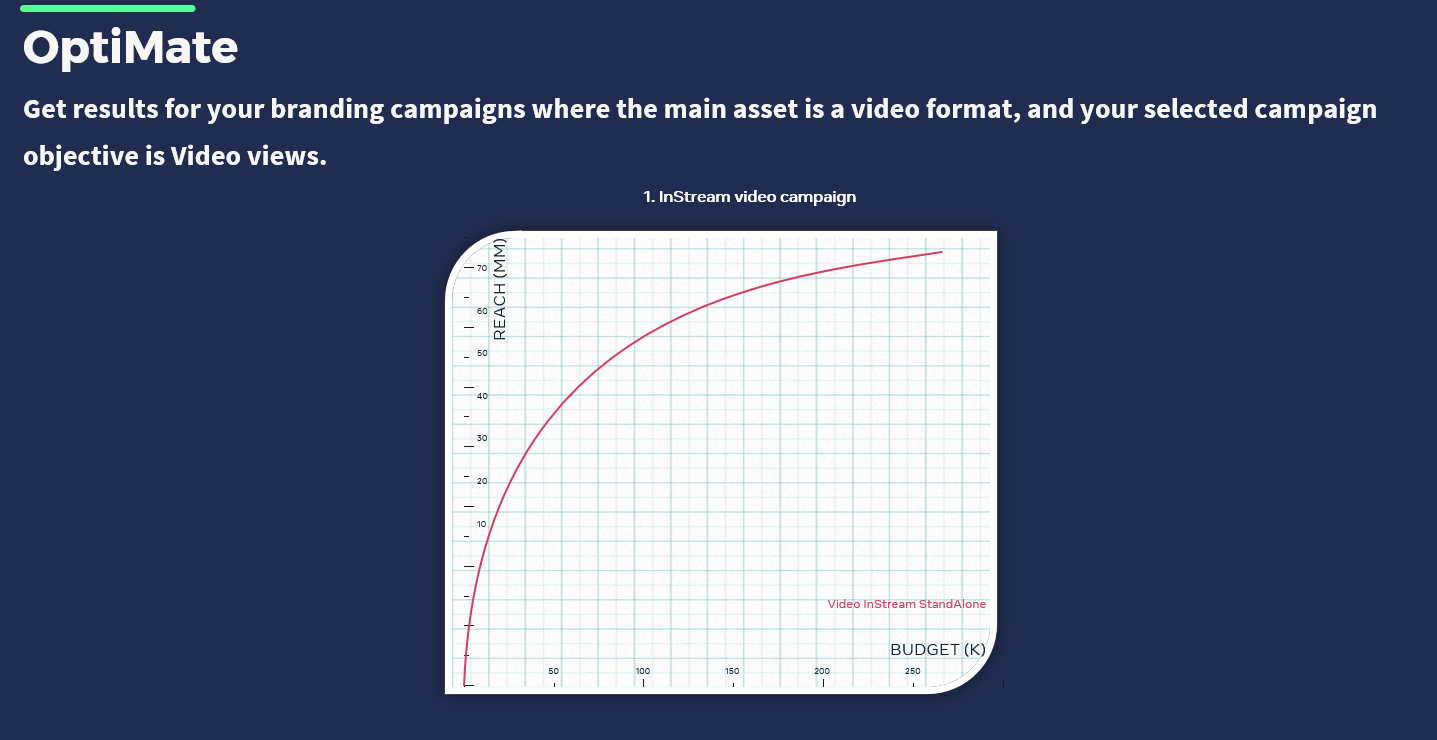 OptiMate
Get results for your branding campaigns where the main asset is a video format, and your selected campaign
objective is Video views.
1. InStream video campaign
REACH (MM)
70
60
50
40
30
20
10
Video InStream StandAlone
BUDGET (K)
50
100
150
200
250